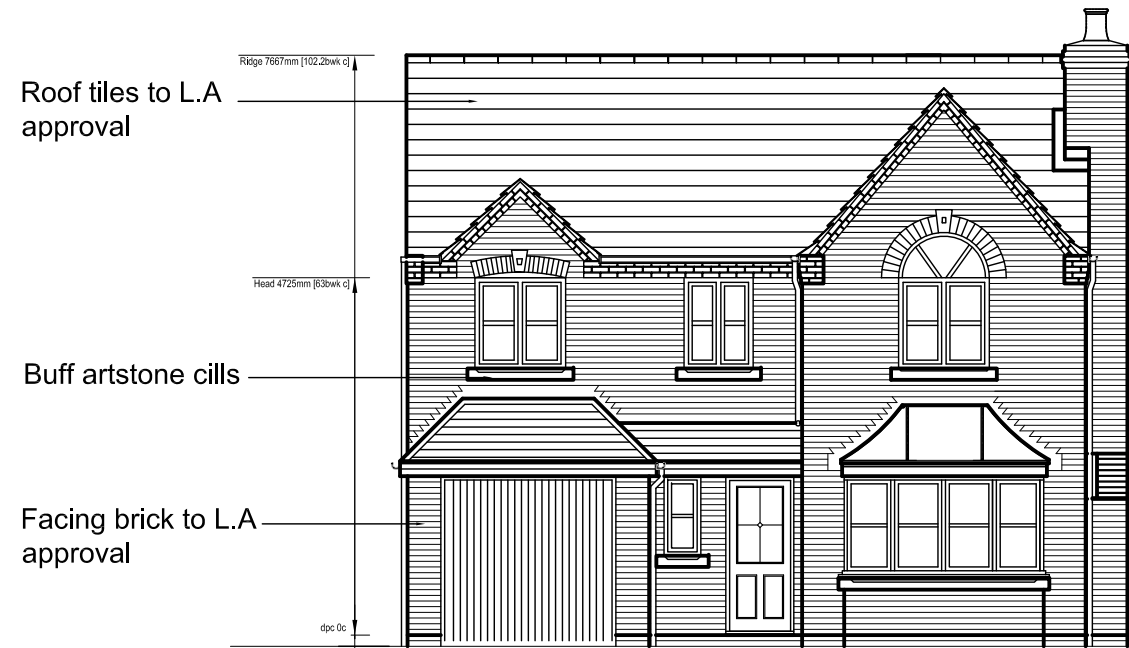 Ridge 7667mm [102.2bwk c]
Roof tiles to L.A
approval
Head 4725mm [63bwk c]
Buff artstone cills
Facing brick to L.A
approval
dpc 0c